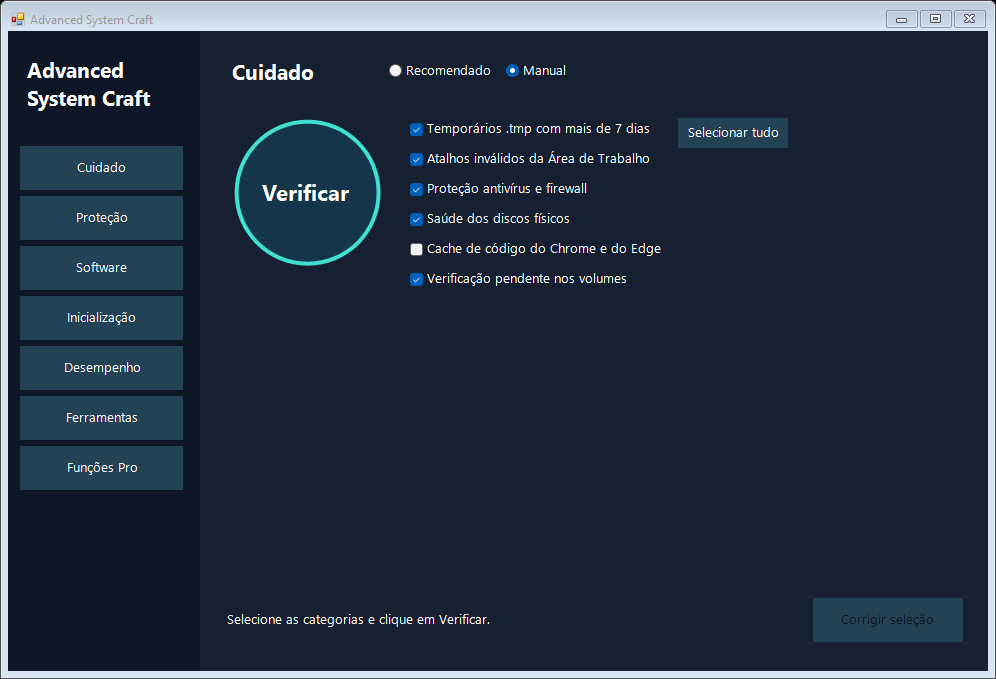 Advanced System Craft
Advanced
System Craft
Cuidado
Proteção
Software
Inicialização
Desempenho
Ferramentas
Funções Pro
Cuidado
Recomendado
Manual
Verificar
Temporários .tmp com mais de 7 dias
Atalhos inválidos da Área de Trabalho
Proteção antivírus e firewall
Saúde dos discos físicos
Cache de código do Chrome e do Edge
Verificação pendente nos volumes
Selecionar tudo
Selecione as categorias e clique em Verificar.
Corrigir seleção